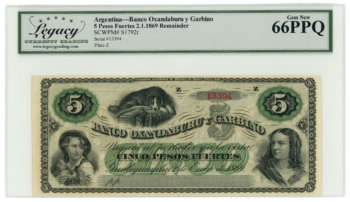 Legacy
CURRENCY GRADING
www.legacygrading.com
Argentina—Banco Oxandaburu y Garbino
5 Pesos Fuertes 2.1.1869 Remainder
SCWPM# S1792r
Serial #13394
Plate Z
Gem New
66PPQ
Z
Z
13394
5
5
BANCO OXANDABURU Y GARBINO
CINCO PESOS FUERTES